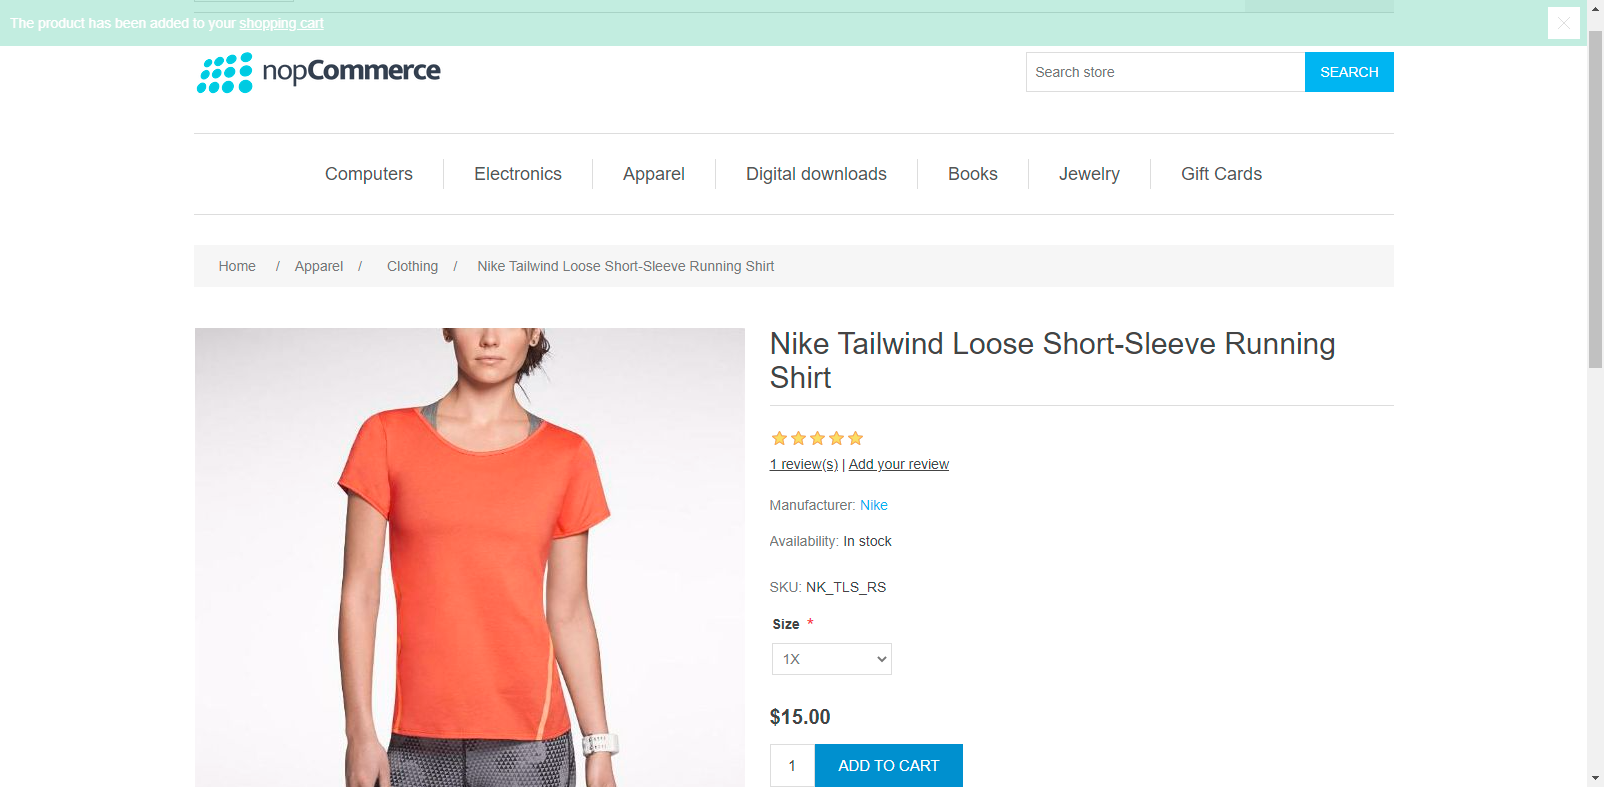 The product has been added to your shopping cart
nopCommerce
Search store
SEARCH
Computers
Electronics
Apparel
Digital downloads
Books
Jewelry
Gift Cards
Home / Apparel / Clothing / Nike Tailwind Loose Short-Sleeve Running Shirt
Nike Tailwind Loose Short-Sleeve Running
Shirt
1 review(s) | Add your review
Manufacturer: Nike
Availability: In stock
SKU: NK_TLS_RS
Size *
1X
$15.00
1
ADD TO CART